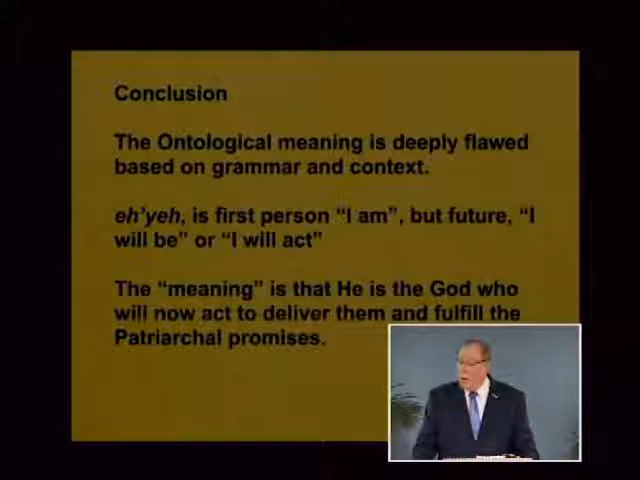 Conclusion
The Ontological meaning is deeply flawed
based on grammar and context.
eh'yeh, is first person “I am”, but future, “I
will be” or “I will act”
The “meaning” is that He is the God who
will now act to deliver them and fulfill the
Patriarchal promises.